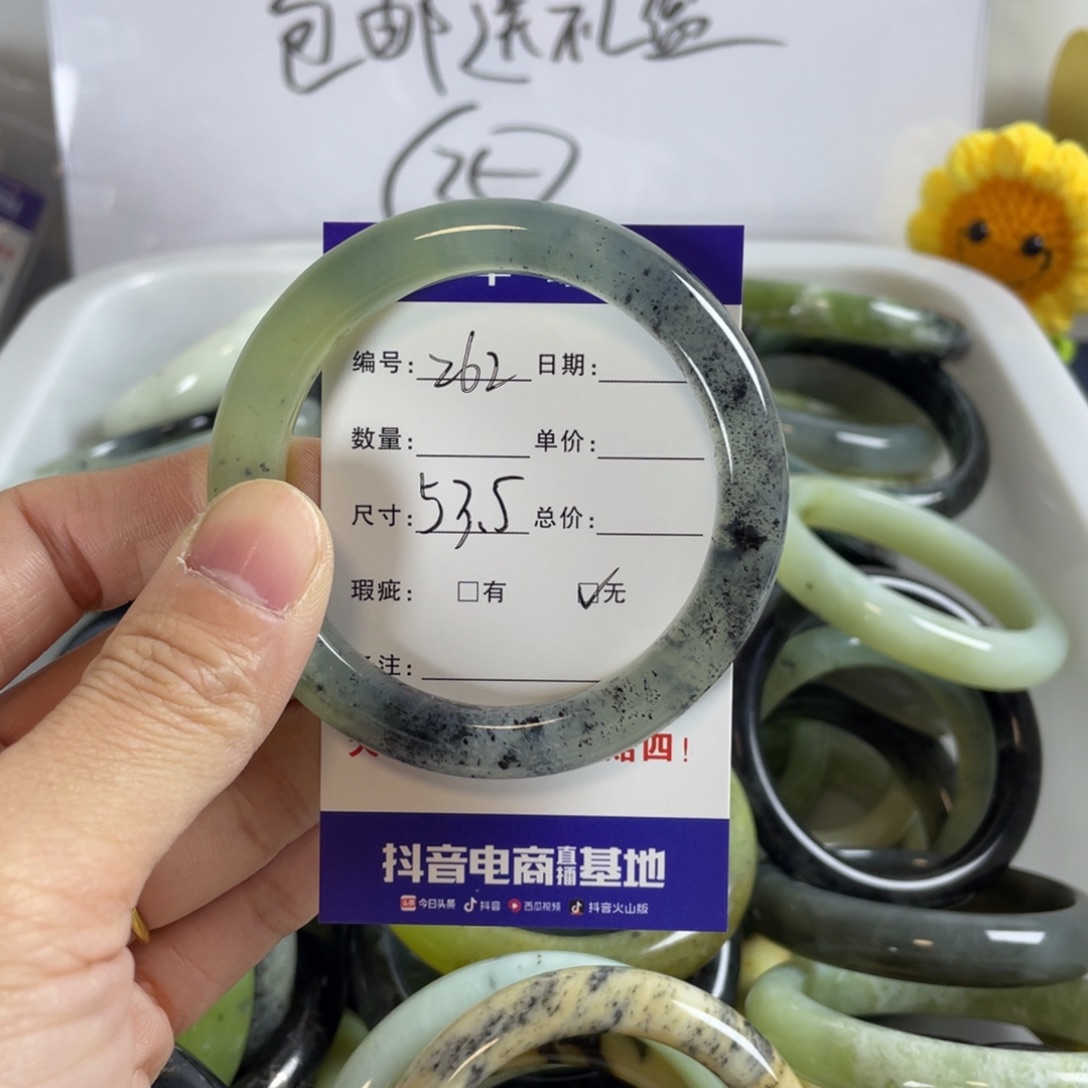 包邮送礼盒
编号: 262 日期:
数量: 单价:
尺寸: 53.5 总价:
瑕疵: □有 ☑无
注:
四!
抖音电商直播基地
头条 今日头条 抖音 西瓜视频 抖音火山版